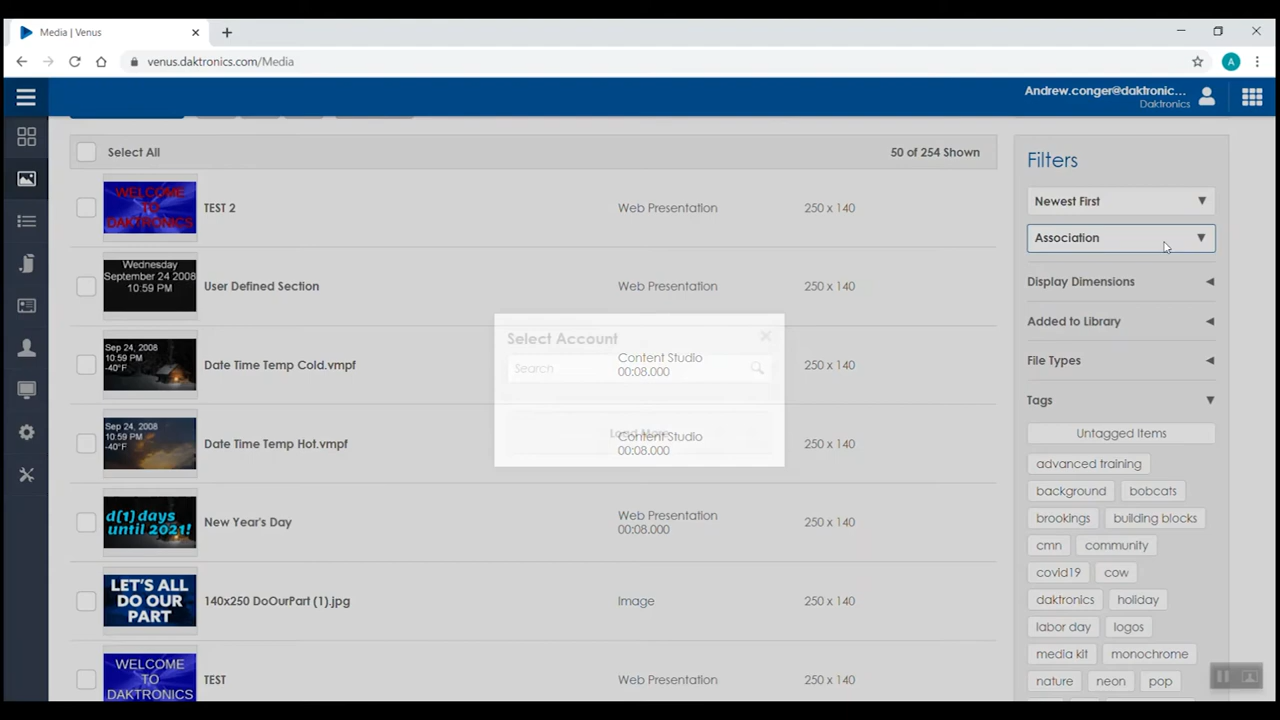 Media | Venus
venus.daktronics.com/Media
A
Andrew.conger@daktronic...
Daktronics
Select All
50 of 254 Shown
WELCOME
TO
DAKTRONICS
TEST 2
Web Presentation
250 x 140
Wednesday
September 24 2008
10:59 PM
User Defined Section
Web Presentation
250 x 140
Select Account
Search
Load More
Sep 24, 2008
10:59 PM
-40°F
Date Time Temp Cold.vmpf
Content Studio
00:08.000
250 x 140
Sep 24, 2008
10:59 PM
-40°F
Date Time Temp Hot.vmpf
Content Studio
00:08.000
250 x 140
d(1) days
until 2021!
New Year's Day
Web Presentation
00:08.000
250 x 140
LET'S ALL
DO OUR
PART
140x250 DoOurPart (1).jpg
Image
250 x 140
WELCOME
TO
DAKTRONICS
TEST
Web Presentation
250 x 140
Filters
Newest First
Association
Display Dimensions
Added to Library
File Types
Tags
Untagged Items
advanced training
background bobcats
brookings building blocks
cmn community
covid19 cow
daktronics holiday
labor day logos
media kit monochrome
nature neon pop